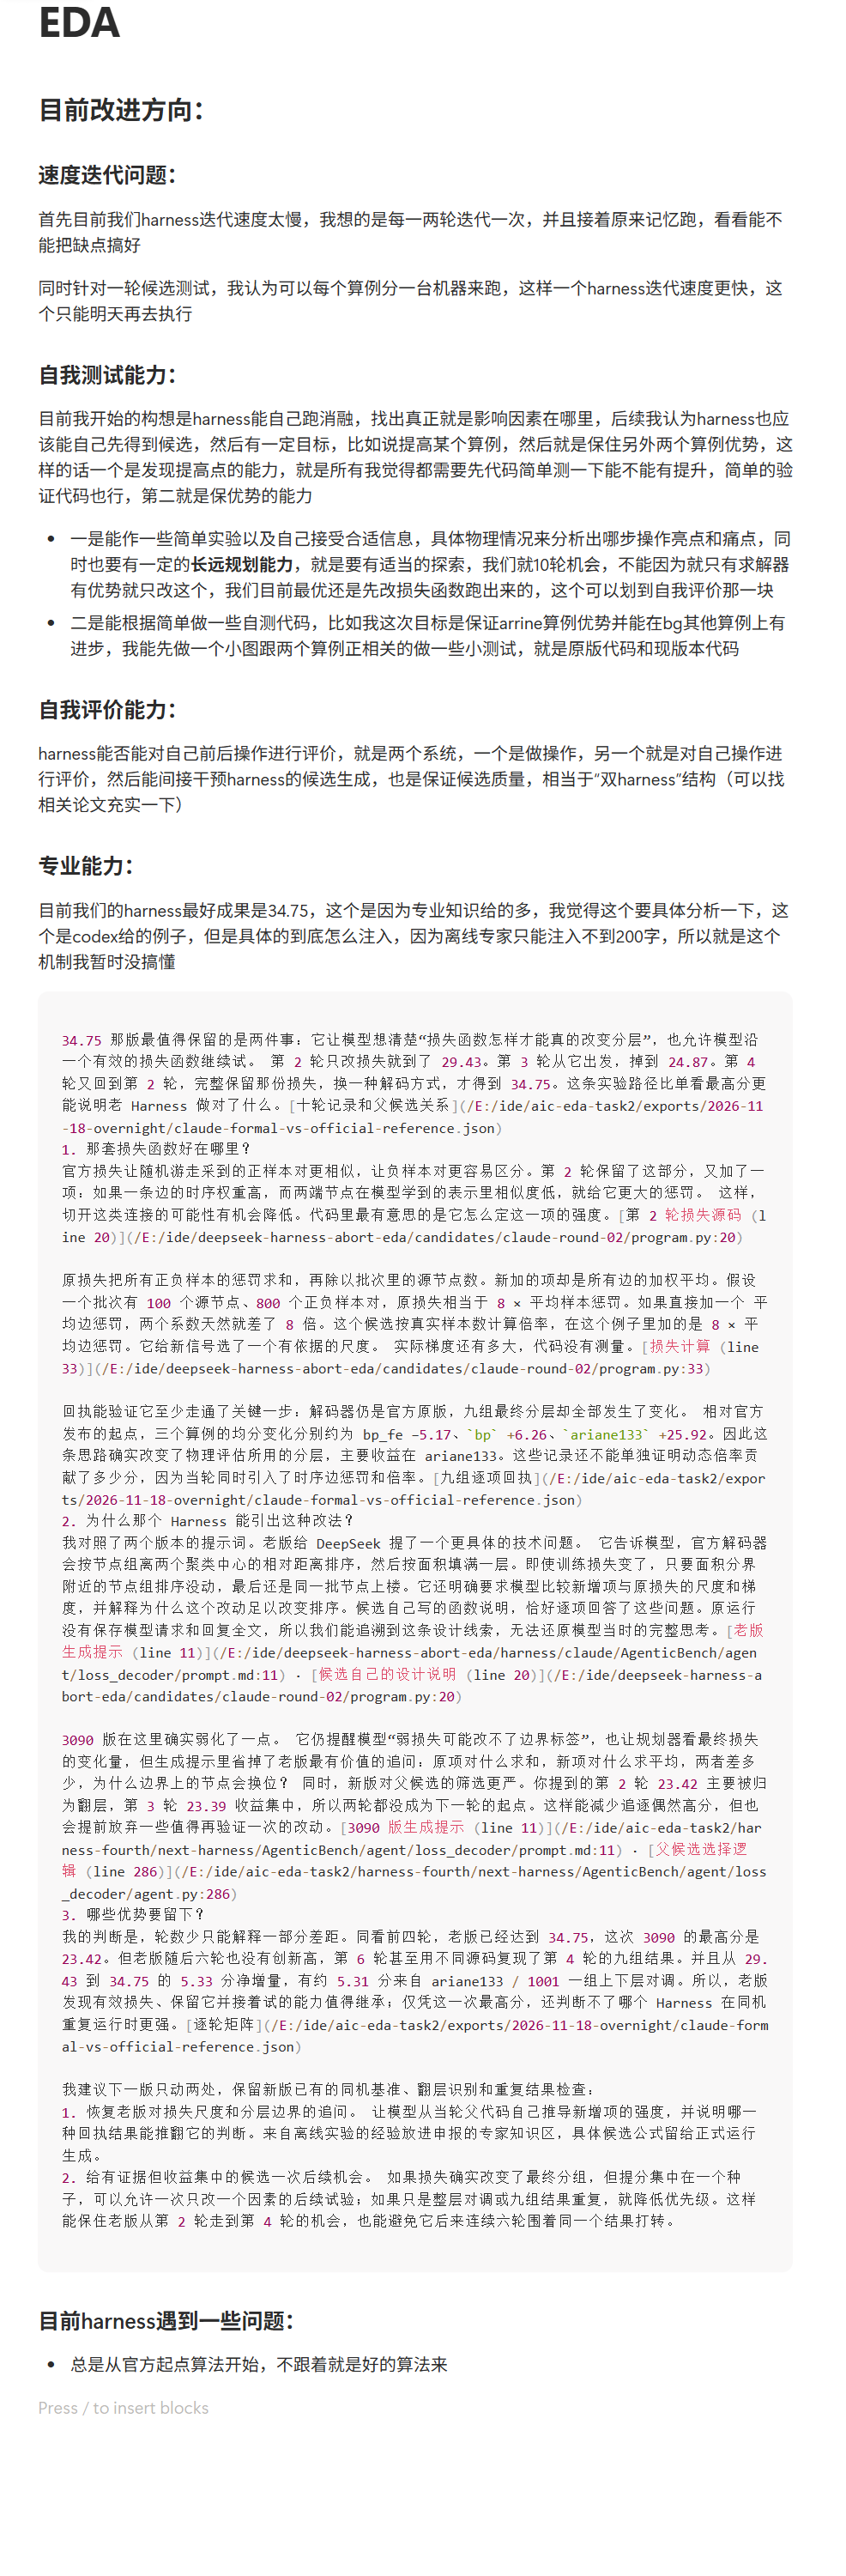 EDA
目前改进方向：
速度迭代问题：
首先目前我们harness迭代速度太慢，我想的是每一两轮迭代一次，并且接着原来记忆跑，看看能不
能把缺点搞好
同时针对一轮候选测试，我认为可以每个算例分一台机器来跑，这样一个harness迭代速度更快，这
个只能明天再去执行
自我测试能力：
目前我开始的构想是harness能自己跑消融，找出真正就是影响因素在哪里，后续我认为harness也应
该能自己先得到候选，然后有一定目标，比如说提高某个算例，然后就是保住另外两个算例优势，这
样的话一个是发现提高点的能力，就是所有我觉得都需要先代码简单测一下能不能有提升，简单的验
证代码也行，第二就是保优势的能力
• 一是能作一些简单实验以及自己接受合适信息，具体物理情况来分析出哪步操作亮点和痛点，同
时也要有一定的长远规划能力，就是要有适当的探索，我们就10轮机会，不能因为就只有求解器
有优势就只改这个，我们目前最优还是先改损失函数跑出来的，这个可以划到自我评价那一块
• 二是能根据简单做一些自测代码，比如我这次目标是保证arrine算例优势并能在bg其他算例上有
进步，我能先做一个小图跟两个算例正相关的做一些小测试，就是原版代码和现版本代码
自我评价能力：
harness能否能对自己前后操作进行评价，就是两个系统，一个是做操作，另一个就是对自己操作进
行评价，然后能间接干预harness的候选生成，也是保证候选质量，相当于“双harness”结构（可以找
相关论文充实一下）
专业能力：
目前我们的harness最好成果是34.75，这个是因为专业知识给的多，我觉得这个要具体分析一下，这
个是codex给的例子，但是具体的到底怎么注入，因为离线专家只能注入不到200字，所以就是这个
机制我暂时没搞懂
34.75 那版最值得保留的是两件事：它让模型想清楚“损失函数怎样才能真的改变分层”，也允许模型沿
一个有效的损失函数继续试。 第 2 轮只改损失就到了 29.43。第 3 轮从它出发，掉到 24.87。第 4
轮又回到第 2 轮，完整保留那份损失，换一种解码方式，才得到 34.75。这条实验路径比单看最高分更
能说明老 Harness 做对了什么。[十轮记录和父候选关系](/E:/ide/aic-eda-task2/exports/2026-11
-18-overnight/claude-formal-vs-official-reference.json)
1. 那套损失函数好在哪里？
官方损失让随机游走采到的正样本对更相似，让负样本对更容易区分。第 2 轮保留了这部分，又加了一
项：如果一条边的时序权重高，而两端节点在模型学到的表示里相似度低，就给它更大的惩罚。 这样，
切开这类连接的可能性有机会降低。代码里最有意思的是它怎么定这一项的强度。[第 2 轮损失源码 (l
ine 20)](/E:/ide/deepseek-harness-abort-eda/candidates/claude-round-02/program.py:20)
原损失把所有正负样本的惩罚求和，再除以批次里的源节点数。新加的项却是所有边的加权平均。假设
一个批次有 100 个源节点、800 个正负样本对，原损失相当于 8 × 平均样本惩罚。如果直接加一个 平
均边惩罚，两个系数天然就差了 8 倍。这个候选按真实样本数计算倍率，在这个例子里加的是 8 × 平
均边惩罚。它给新信号选了一个有依据的尺度。 实际梯度还有多大，代码没有测量。[损失计算 (line
33)](/E:/ide/deepseek-harness-abort-eda/candidates/claude-round-02/program.py:33)
回执能验证它至少走通了关键一步：解码器仍是官方原版，九组最终分层却全部发生了变化。 相对官方
发布的起点，三个算例的均分变化分别约为 bp_fe −5.17、`bp` +6.26、`ariane133` +25.92。因此这
条思路确实改变了物理评估所用的分层，主要收益在 ariane133。这些记录还不能单独证明动态倍率贡
献了多少分，因为当轮同时引入了时序边惩罚和倍率。[九组逐项回执](/E:/ide/aic-eda-task2/expor
ts/2026-11-18-overnight/claude-formal-vs-official-reference.json)
2. 为什么那个 Harness 能引出这种改法？
我对照了两个版本的提示词。老版给 DeepSeek 提了一个更具体的技术问题。 它告诉模型，官方解码器
会按节点组离两个聚类中心的相对距离排序，然后按面积填满一层。即使训练损失变了，只要面积分界
附近的节点组排序没动，最后还是同一批节点上楼。它还明确要求模型比较新增项与原损失的尺度和梯
度，并解释为什么这个改动足以改变排序。候选自己写的函数说明，恰好逐项回答了这些问题。原运行
没有保存模型请求和回复全文，所以我们能追溯到这条设计线索，无法还原模型当时的完整思考。[老版
生成提示 (line 11)](/E:/ide/deepseek-harness-abort-eda/harness/claude/AgenticBench/agen
t/loss_decoder/prompt.md:11) · [候选自己的设计说明 (line 20)](/E:/ide/deepseek-harness-a
bort-eda/candidates/claude-round-02/program.py:20)
3090 版在这里确实弱化了一点。 它仍提醒模型“弱损失可能改不了边界标签”，也让规划器看最终损失
的变化量，但生成提示里省掉了老版最有价值的追问：原项对什么求和，新项对什么求平均，两者差多
少，为什么边界上的节点会换位？ 同时，新版对父候选的筛选更严。你提到的第 2 轮 23.42 主要被归
为翻层，第 3 轮 23.39 收益集中，所以两轮都没成为下一轮的起点。这样能减少追逐偶然高分，但也
会提前放弃一些值得再验证一次的改动。[3090 版生成提示 (line 11)](/E:/ide/aic-eda-task2/har
ness-fourth/next-harness/AgenticBench/agent/loss_decoder/prompt.md:11) · [父候选选择逻
辑 (line 286)](/E:/ide/aic-eda-task2/harness-fourth/next-harness/AgenticBench/agent/loss
_decoder/agent.py:286)
3. 哪些优势要留下？
我的判断是，轮数少只能解释一部分差距。同看前四轮，老版已经达到 34.75，这次 3090 的最高分是
23.42。但老版随后六轮也没有创新高，第 6 轮甚至用不同源码复现了第 4 轮的九组结果。并且从 29.
43 到 34.75 的 5.33 分净增量，有约 5.31 分来自 ariane133 / 1001 一组上下层对调。所以，老版
发现有效损失、保留它并接着试的能力值得继承；仅凭这一次最高分，还判断不了哪个 Harness 在同机
重复运行时更强。[逐轮矩阵](/E:/ide/aic-eda-task2/exports/2026-11-18-overnight/claude-form
al-vs-official-reference.json)
我建议下一版只动两处，保留新版已有的同机基准、翻层识别和重复结果检查：
1. 恢复老版对损失尺度和分层边界的追问。 让模型从当轮父代码自己推导新增项的强度，并说明哪一
种回执结果能推翻它的判断。来自离线实验的经验放进申报的专家知识区，具体候选公式留给正式运行
生成。
2. 给有证据但收益集中的候选一次后续机会。 如果损失确实改变了最终分组，但提分集中在一个种
子，可以允许一次只改一个因素的后续试验；如果只是整层对调或九组结果重复，就降低优先级。这样
能保住老版从第 2 轮走到第 4 轮的机会，也能避免它后来连续六轮围着同一个结果打转。
目前harness遇到一些问题：
• 总是从官方起点算法开始，不跟着就是好的算法来
Press / to insert blocks